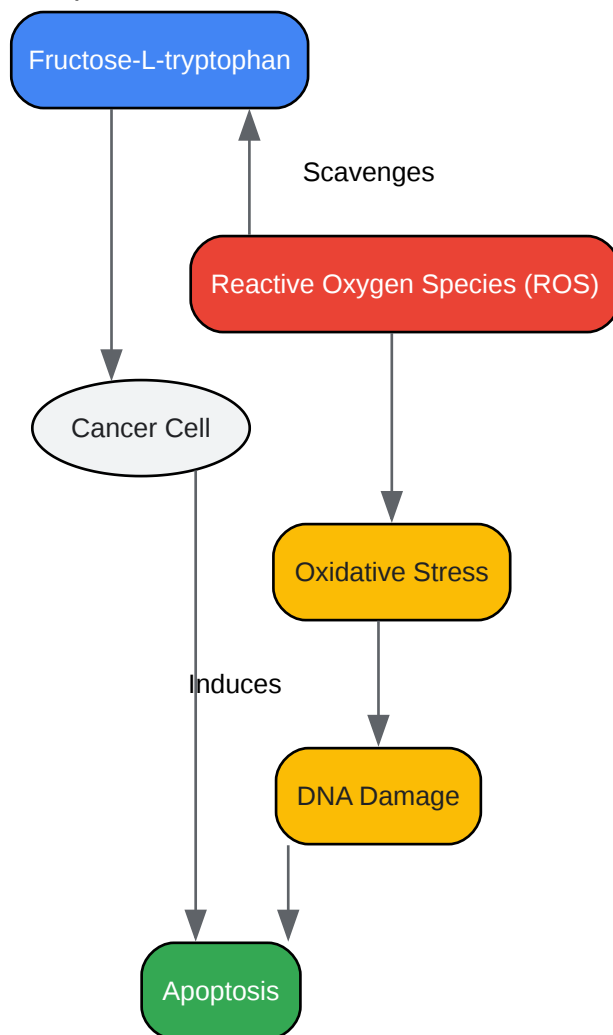 Fructose-L-tryptophan
Scavenges
Reactive Oxygen Species (ROS)
Cancer Cell
Oxidative Stress
Induces
DNA Damage
Apoptosis